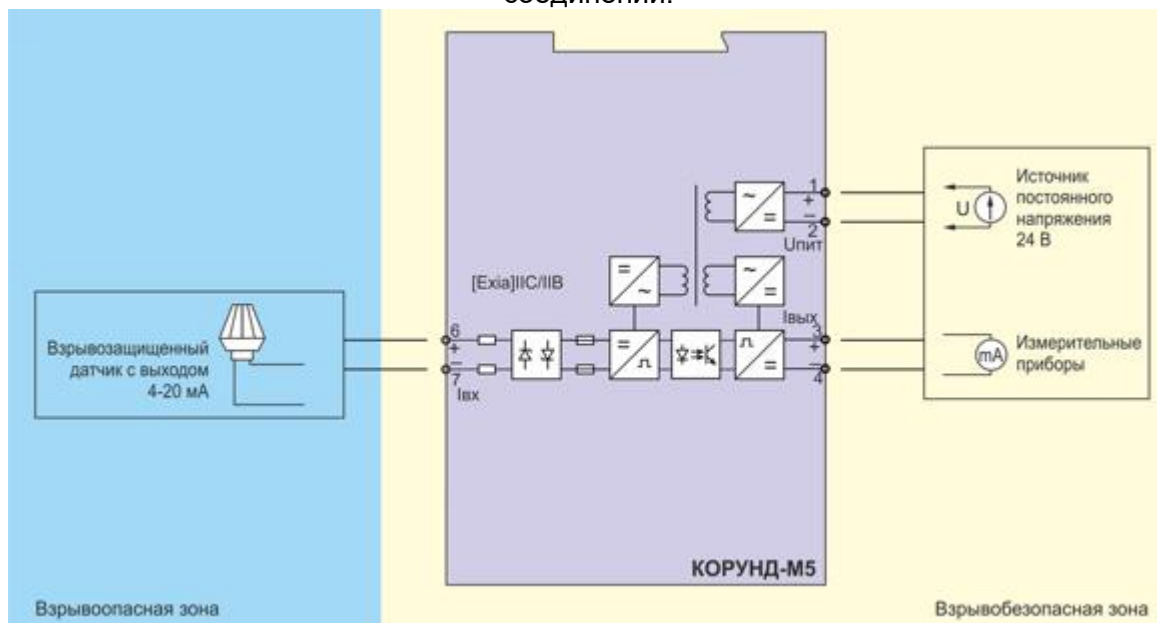 соединений.
1
+
−
2
Uпит
Источник
постоянного
напряжения
24 В
U
[Exia]IIC/IIB
Iвых
3
+
−
4
mA
Измерительные
приборы
Взрывозащищенный
датчик с выходом
4-20 мА
6
+
−
7
Iвх
КОРУНД-М5
Взрывоопасная зона
Взрывобезопасная зона